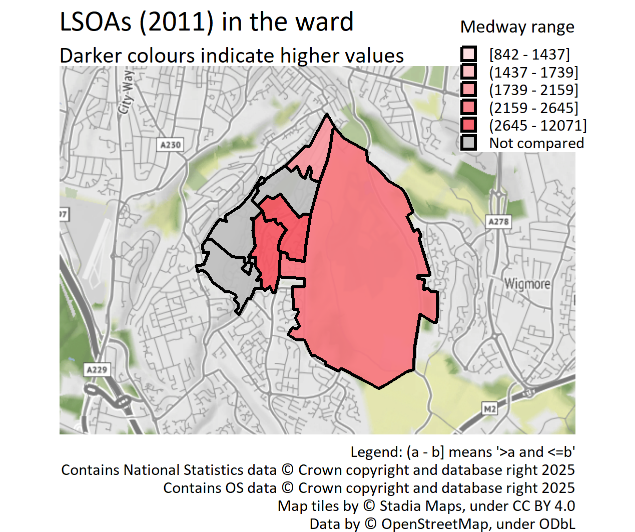 LSOAs (2011) in the ward
Darker colours indicate higher values
Medway range
[842 - 1437]
(1437 - 1739]
(1739 - 2159]
(2159 - 2645]
(2645 - 12071]
Not compared
City Way
A230
A278
Wigmore
A229
M2
Legend: (a - b] means '>a and <=b'
Contains National Statistics data © Crown copyright and database right 2025
Contains OS data © Crown copyright and database right 2025
Map tiles by © Stadia Maps, under CC BY 4.0
Data by © OpenStreetMap, under ODbL